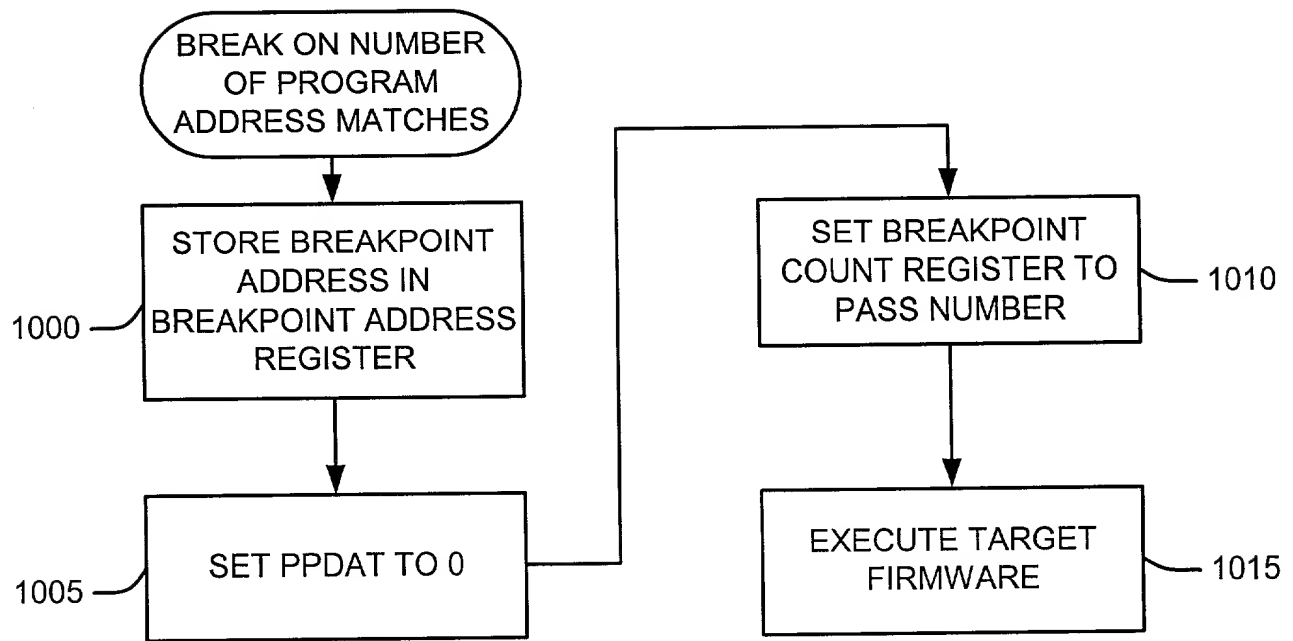 BREAK ON NUMBER
OF PROGRAM
ADDRESS MATCHES
STORE BREAKPOINT
ADDRESS IN
BREAKPOINT ADDRESS
REGISTER
1000
SET PPDAT TO 0
1005
SET BREAKPOINT
COUNT REGISTER TO
PASS NUMBER
1010
EXECUTE TARGET
FIRMWARE
1015